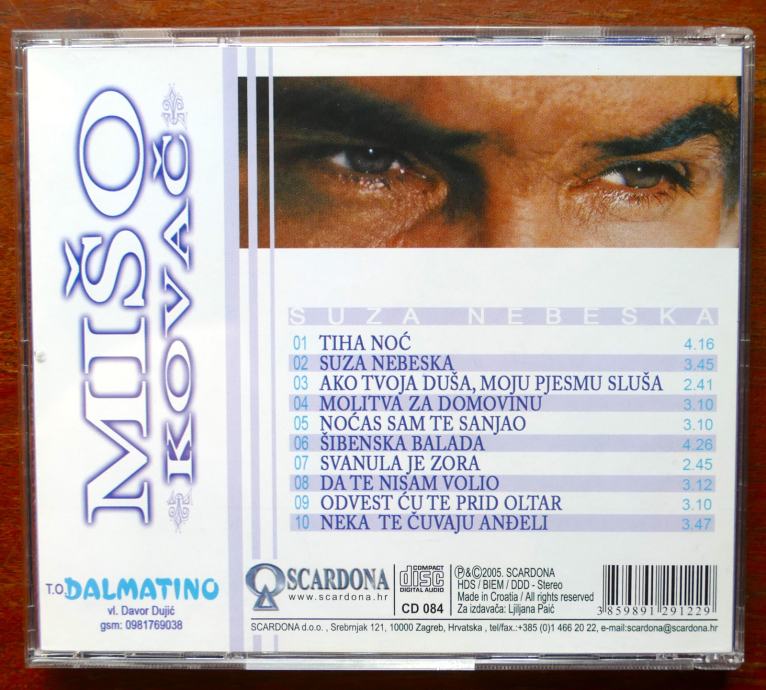 MIŠO
KOVAČ
SUZA NEBESKA
01 TIHA NOĆ 4.16
02 SUZA NEBESKA 3.45
03 AKO TVOJA DUŠA, MOJU PJESMU SLUŠA 2.41
04 MOLITVA ZA DOMOVINU 3.10
05 NOĆAS SAM TE SANJAO 3.10
06 ŠIBENSKA BALADA 4.26
07 SVANULA JE ZORA 2.45
08 DA TE NISAM VOLIO 3.12
09 ODVEST ĆU TE PRID OLTAR 3.10
10 NEKA TE ČUVAJU ANĐELI 3,47
T.O. DALMATINO
vl. Davor Dujić
gsm: 0981769038
SCARDONA
www.scardona.hr
COMPACT
disc
DIGITAL AUDIO
CD 084
℗&©2005. SCARDONA
HDS / BIEM / DDD - Stereo
Made in Croatia / All rights reserved
Za izdavača: Ljiljana Paić
3 859891 291229
SCARDONA d.o.o. , Srebrnjak 121, 10000 Zagreb, Hrvatska , tel/fax.:+385 (0)1 466 20 22, e-mail:scardona@scardona.hr